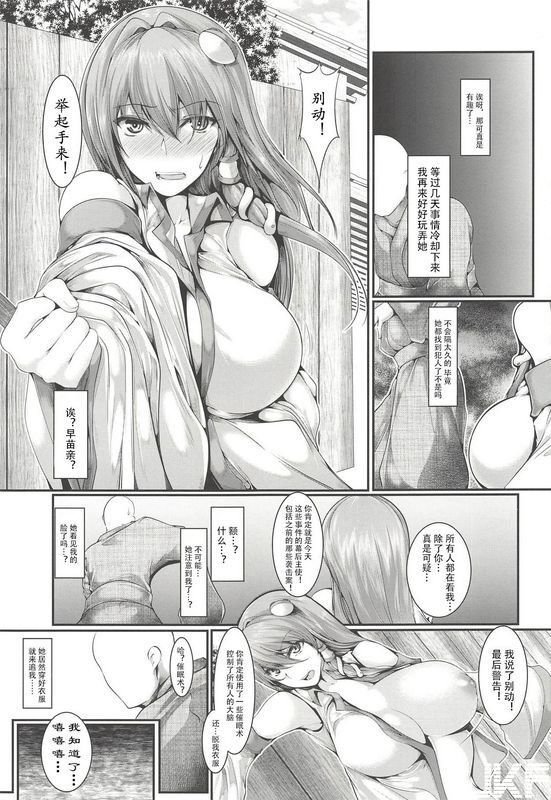 诶呀，那可真是
有趣了…
等过几天事情冷却下来
我再来好好玩弄她
不会隔太久的毕竟
她都找到犯人了不是吗
别动！
举起手来！
诶？早苗亲？
所有人都在看我…
除了你…
真是可疑…
你肯定就是今天
这些事件的幕后主使！
包括之前的那些袭击案！
额…？
什么…？
不可能…
她注意到我了…？
她看见我的
脸了吗…？
我说了别动！
最后警告！
你肯定使用了一些催眠术
控制了所有人的大脑
还…脱我衣服
哈？催眠术？
她居然穿好衣服
就来追我……
我知道了…
嘻嘻嘻…